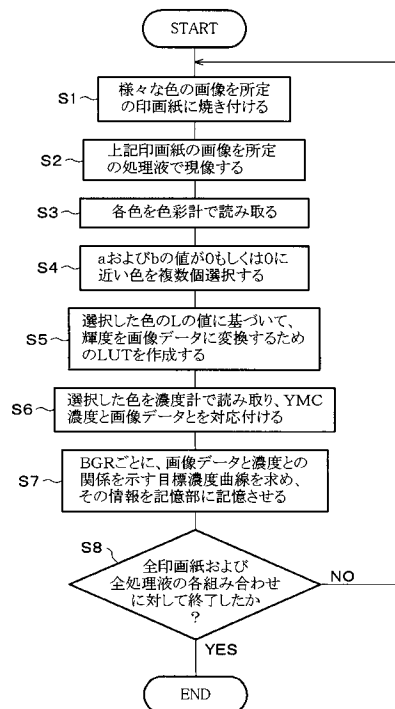 START
S1
様々な色の画像を所定
の印画紙に焼き付ける
S2
上記印画紙の画像を所定
の処理液で現像する
S3
各色を色彩計で読み取る
S4
aおよびbの値が0もしくは0に
近い色を複数個選択する
S5
選択した色のLの値に基づいて、
輝度を画像データに変換するため
のLUTを作成する
S6
選択した色を濃度計で読み取り、YMC
濃度と画像データとを対応付ける
S7
BGRごとに、画像データと濃度との
関係を示す目標濃度曲線を求め、
その情報を記憶部に記憶させる
S8
全印画紙および
全処理液の各組み合わせ
に対して終了したか
?
NO
YES
END